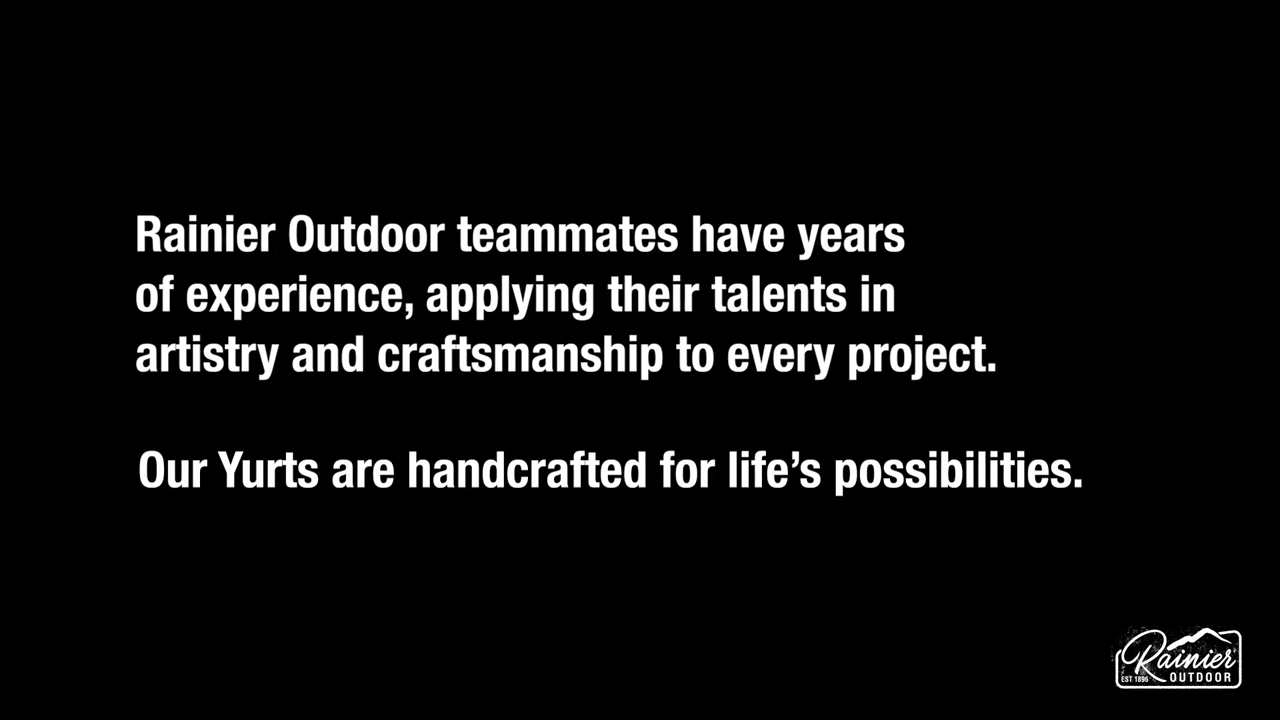 Rainier Outdoor teammates have years
of experience, applying their talents in
artistry and craftsmanship to every project.
Our Yurts are handcrafted for life’s possibilities.
Rainier
EST 1896 OUTDOOR